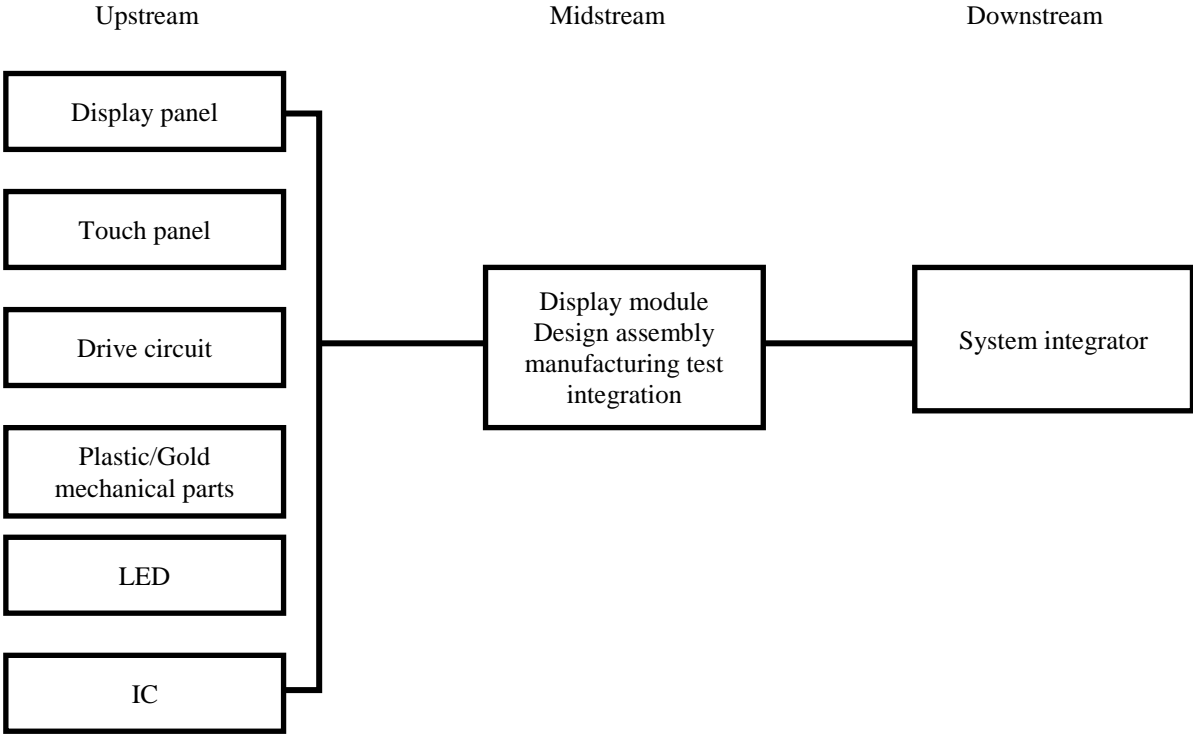 Upstream
Midstream
Downstream
Display panel
Touch panel
Drive circuit
Plastic/Gold
mechanical parts
LED
IC
Display module
Design assembly
manufacturing test
integration
System integrator